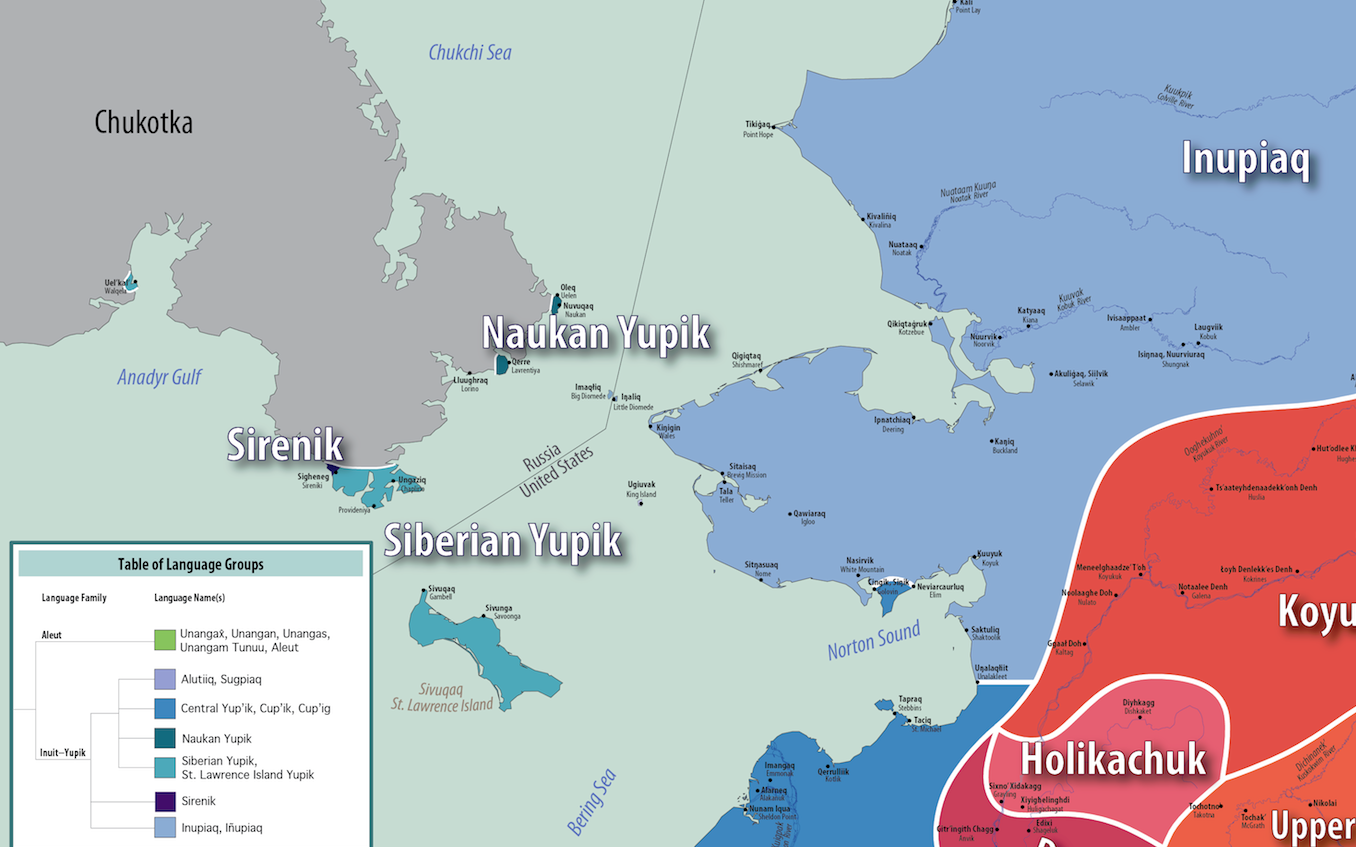 Kali
Point Lay
Chukchi Sea
Chukotka
Kuukpik
Colville River
Tikiġaq
Point Hope
Inupiaq
Nuataam Kuuŋa
Noatak River
Kivaliñiq
Kivalina
Nuataaq
Noatak
Uel'kal
Walqela
Oleq
Uelen
Nuvuqaq
Naukan
Naukan Yupik
Qikiqtaġruk
Kotzebue
Katyaaq
Kiana
Kuuvak
Kobuk River
Ivisaappaat
Ambler
Laugviik
Kobuk
Nuurvik
Noorvik
Isiŋnaq, Nuurviuraq
Shungnak
Qerre
Lavrentiya
Lluughraq
Lorino
Qigiqtaq
Shishmaref
Akuliġaq, Siiḷvik
Selawik
Anadyr Gulf
Imaqłiq
Big Diomede
Iŋaliq
Little Diomede
Ipnatchiaq
Deering
Kiŋigin
Wales
Kaŋiq
Buckland
Sirenik
Russia
United States
Doghekuhno'
Koyukuk River
Hut'odlee
Sitaisaq
Brevig Mission
Tala
Teller
Sigheneg
Sireniki
Ungaziq
Chaplino
Provideniya
Ugiuvak
King Island
Ts'aateyhdenaadekk'onh Denh
Huslia
Qawiaraq
Igloo
Siberian Yupik
Kuuyuk
Koyuk
Nasirvik
White Mountain
Sitŋasuaq
Nome
Ciŋik, Siŋik
Golovin
Neviarcaurluq
Elim
Meneelghaadze' T'oh
Koyukuk
Łoyh Denlekk'es Denh
Kokrines
Notaalee Denh
Galena
Noolaaghe Doh
Nulato
Koyu
Sivuqaq
Gambell
Sivunga
Savoonga
Norton Sound
Saktuliq
Shaktoolik
Ggaał Doh
Kaltag
Uŋalaqłiit
Unalakleet
Sivuqaq
St. Lawrence Island
Tapraq
Stebbins
Taciq
St. Michael
Diyhkagg
Dishkaket
Holikachuk
Imangaq
Emmonak
Alakanuk
Qerrulliik
Kotlik
Nunam Iqua
Sheldon Point
Bering Sea
Sixno' Xidakagg
Grayling
Xiyighelinghdi
Holigachagat
Edixi
Shageluk
Gitr'ingith Chagg
Anvik
Dichinanek'
Kuskokwim River
Tochotno'
Takotna
Tochak'
McGrath
Nikolai
Upper
Table of Language Groups
Language Family Language Name(s)
Aleut
Unangax̂, Unangan, Unangas,
Unangam Tunuu, Aleut
Alutiiq, Sugpiaq
Central Yup'ik, Cup'ik, Cup'ig
Naukan Yupik
Inuit–Yupik
Siberian Yupik,
St. Lawrence Island Yupik
Sirenik
Inupiaq, Iñupiaq